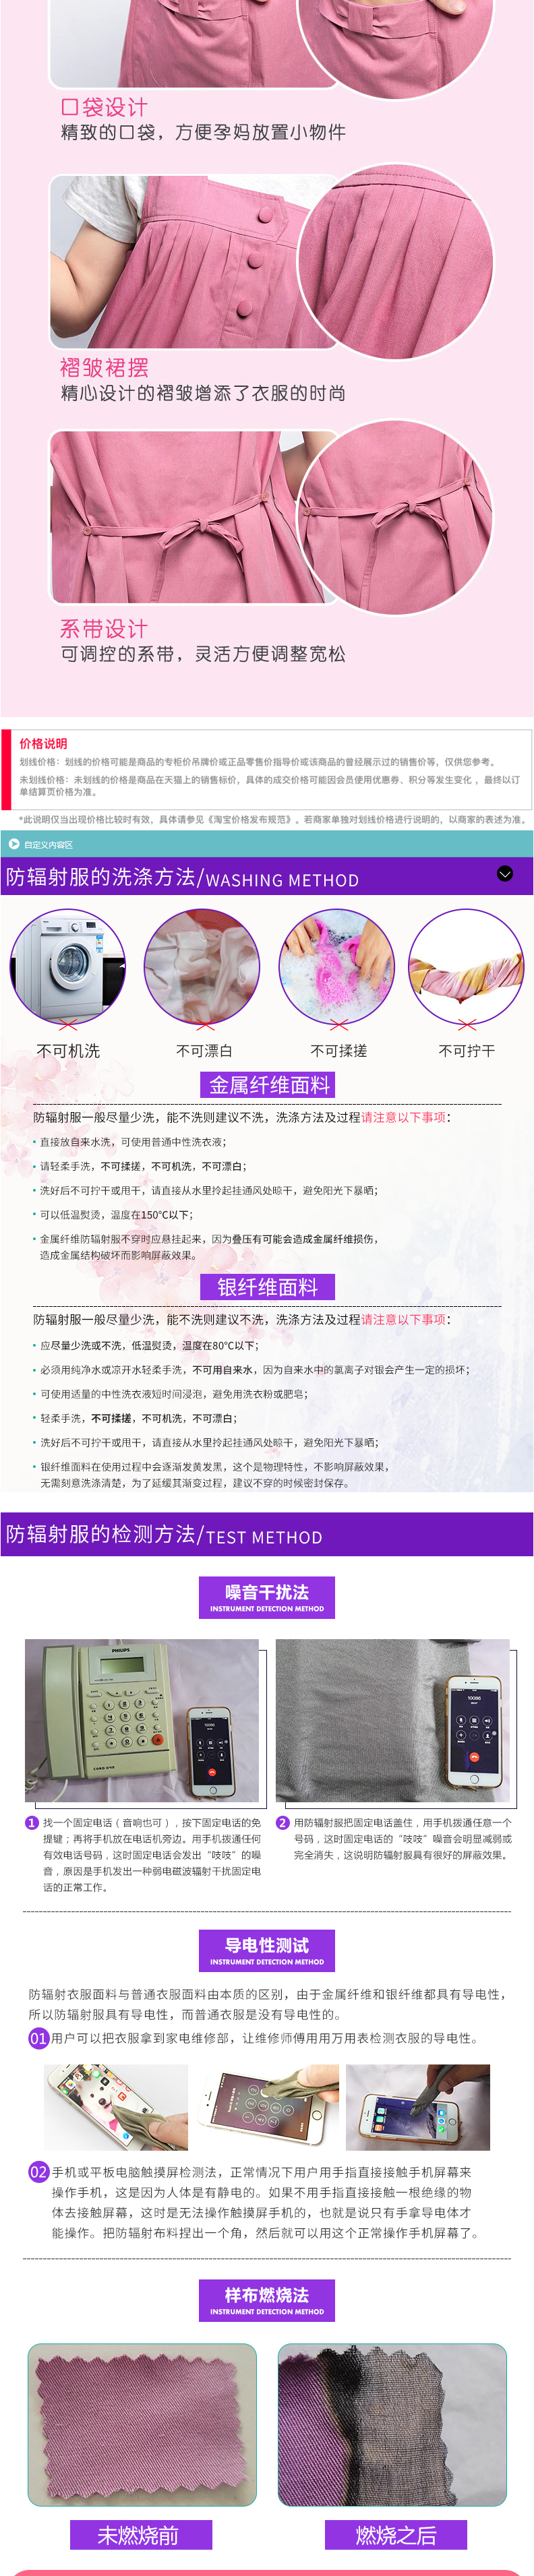 口袋设计
精致的口袋，方便孕妈放置小物件
褶皱裙摆
精心设计的褶皱增添了衣服的时尚
系带设计
可调控的系带，灵活方便调整宽松
价格说明
划线价格：划线的价格可能是商品的专柜价吊牌价或正品零售价指导价或该商品的曾经展示过的销售价等，仅供您参考。
未划线价格：未划线的价格是商品在天猫上的销售标价，具体的成交价格可能因会员使用优惠券、积分等发生变化，最终以订
单结算页价格为准。
*此说明仅当出现价格比较时有效，具体请参见《淘宝价格发布规范》。若商家单独对划线价格进行说明的，以商家的表述为准。
自定义内容区
防辐射服的洗涤方法/WASHING METHOD
不可机洗
不可漂白
不可揉搓
不可拧干
金属纤维面料
防辐射服一般尽量少洗，能不洗则建议不洗，洗涤方法及过程请注意以下事项：
直接放自来水洗，可使用普通中性洗衣液；
请轻柔手洗，不可揉搓，不可机洗，不可漂白；
洗好后不可拧干或甩干，请直接从水里拎起挂通风处晾干，避免阳光下暴晒；
可以低温熨烫，温度在150°C以下；
金属纤维防辐射服不穿时应悬挂起来，因为叠压有可能会造成金属纤维损伤，
造成金属结构破坏而影响屏蔽效果。
银纤维面料
防辐射服一般尽量少洗，能不洗则建议不洗，洗涤方法及过程请注意以下事项：
应尽量少洗或不洗，低温熨烫，温度在80°C以下；
必须用纯净水或凉开水轻柔手洗，不可用自来水，因为自来水中的氯离子对银会产生一定的损坏；
可使用适量的中性洗衣液短时间浸泡，避免用洗衣粉或肥皂；
轻柔手洗，不可揉搓，不可机洗，不可漂白；
洗好后不可拧干或甩干，请直接从水里拎起挂通风处晾干，避免阳光下暴晒；
银纤维面料在使用过程中会逐渐发黄发黑，这个是物理特性，不影响屏蔽效果，
无需刻意洗涤清楚，为了延缓其渐变过程，建议不穿的时候密封保存。
防辐射服的检测方法/TEST METHOD
噪音干扰法
INSTRUMENT DETECTION METHOD
PHILIPS
10086
10086
1 找一个固定电话（音响也可），按下固定电话的免
提键；再将手机放在电话机旁边。用手机拨通任何
有效电话号码，这时固定电话会发出“吱吱”的噪
音，原因是手机发出一种弱电磁波辐射干扰固定电
话的正常工作。
2 用防辐射服把固定电话盖住，用手机拨通任意一个
号码，这时固定电话的“吱吱”噪音会明显减弱或
完全消失，这说明防辐射服具有很好的屏蔽效果。
导电性测试
INSTRUMENT DETECTION METHOD
防辐射衣服面料与普通衣服面料由本质的区别，由于金属纤维和银纤维都具有导电性，
所以防辐射服具有导电性，而普通衣服是没有导电性的。
01 用户可以把衣服拿到家电维修部，让维修师傅用用万用表检测衣服的导电性。
02 手机或平板电脑触摸屏检测法，正常情况下用户用手指直接接触手机屏幕来
操作手机，这是因为人体是有静电的。如果不用手指直接接触一根绝缘的物
体去接触屏幕，这时是无法操作触摸屏手机的，也就是说只有手拿导电体才
能操作。把防辐射布料捏出一个角，然后就可以用这个正常操作手机屏幕了。
样布燃烧法
INSTRUMENT DETECTION METHOD
未燃烧前
燃烧之后